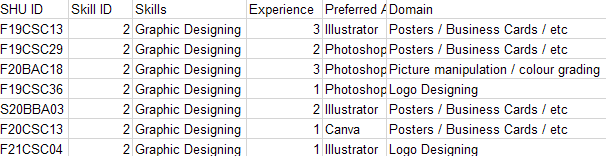 SHU ID Skill ID Skills Experience Preferred A Domain
F19CSC13 2 Graphic Designing 3 Illustrator Posters / Business Cards / etc
F19CSC29 2 Graphic Designing 2 Photoshop Posters / Business Cards / etc
F20BAC18 2 Graphic Designing 3 Photoshop Picture manipulation / colour grading
F19CSC36 2 Graphic Designing 1 Photoshop Logo Designing
S20BBA03 2 Graphic Designing 2 Illustrator Posters / Business Cards / etc
F20CSC13 2 Graphic Designing 1 Canva Posters / Business Cards / etc
F21CSC04 2 Graphic Designing 1 Illustrator Logo Designing